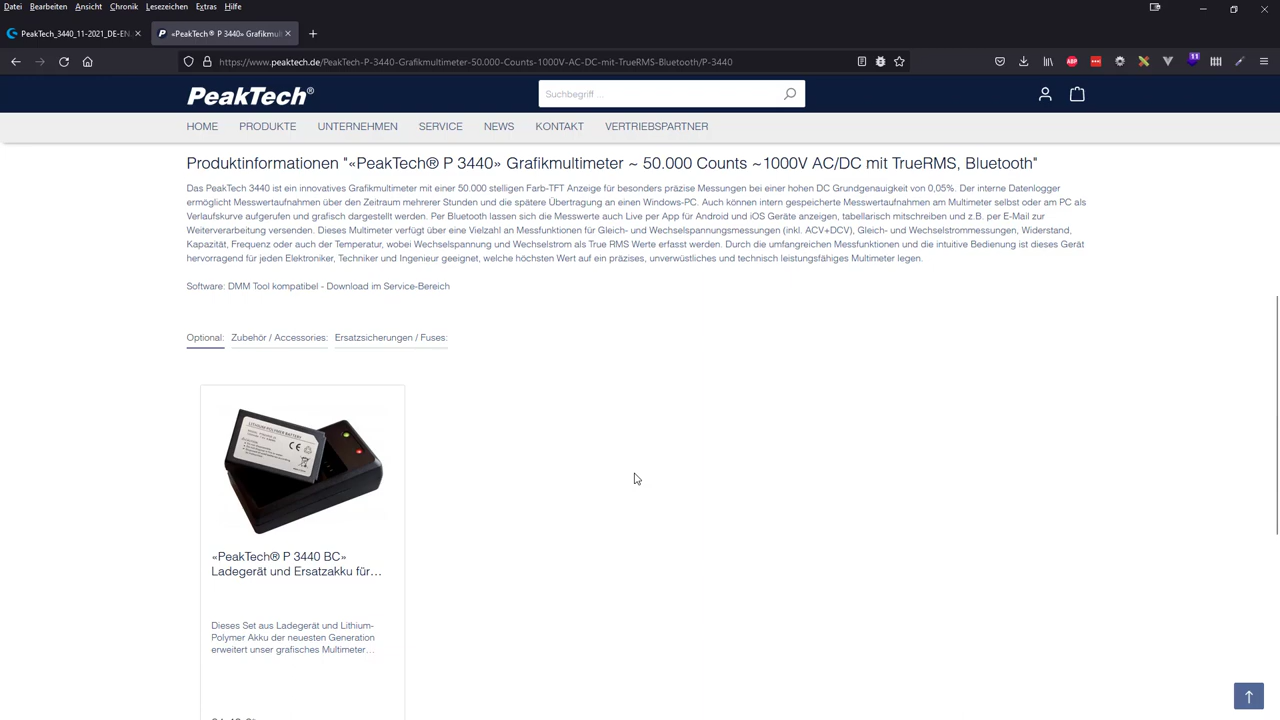 Datei Bearbeiten Ansicht Chronik Lesezeichen Extras Hilfe
PeakTech_3440_11-2021_DE-EN
«PeakTech® P 3440» Grafikmul
https://www.peaktech.de/PeakTech-P-3440-Grafikmultimeter-50.000-Counts-1000V-AC-DC-mit-TrueRMS-Bluetooth/P-3440
ABP
11
PeakTech®
Suchbegriff ...
HOME PRODUKTE UNTERNEHMEN SERVICE NEWS KONTAKT VERTRIEBSPARTNER
Produktinformationen "«PeakTech® P 3440» Grafikmultimeter ~ 50.000 Counts ~1000V AC/DC mit TrueRMS, Bluetooth"
Das PeakTech 3440 ist ein innovatives Grafikmultimeter mit einer 50.000 stelligen Farb-TFT Anzeige für besonders präzise Messungen bei einer hohen DC Grundgenauigkeit von 0,05%. Der interne Datenlogger
ermöglicht Messwertaufnahmen über den Zeitraum mehrerer Stunden und die spätere Übertragung an einen Windows-PC. Auch können intern gespeicherte Messwertaufnahmen am Multimeter selbst oder am PC als
Verlaufskurve aufgerufen und grafisch dargestellt werden. Per Bluetooth lassen sich die Messwerte auch Live per App für Android und iOS Geräte anzeigen, tabellarisch mitschreiben und z.B. per E-Mail zur
Weiterverarbeitung versenden. Dieses Multimeter verfügt über eine Vielzahl an Messfunktionen für Gleich- und Wechselspannungsmessungen (inkl. ACV+DCV), Gleich- und Wechselstrommessungen, Widerstand,
Kapazität, Frequenz oder auch der Temperatur, wobei Wechselspannung und Wechselstrom als True RMS Werte erfasst werden. Durch die umfangreichen Messfunktionen und die intuitive Bedienung ist dieses Gerät
hervorragend für jeden Elektroniker, Techniker und Ingenieur geeignet, welche höchsten Wert auf ein präzises, unverwüstliches und technisch leistungsfähiges Multimeter legen.
Software: DMM Tool kompatibel - Download im Service-Bereich
Optional: Zubehör / Accessories: Ersatzsicherungen / Fuses:
LITHIUM POLYMER BATTERY
CE
«PeakTech® P 3440 BC»
Ladegerät und Ersatzakku für…
Dieses Set aus Ladegerät und Lithium-
Polymer Akku der neuesten Generation
erweitert unser grafisches Multimeter…